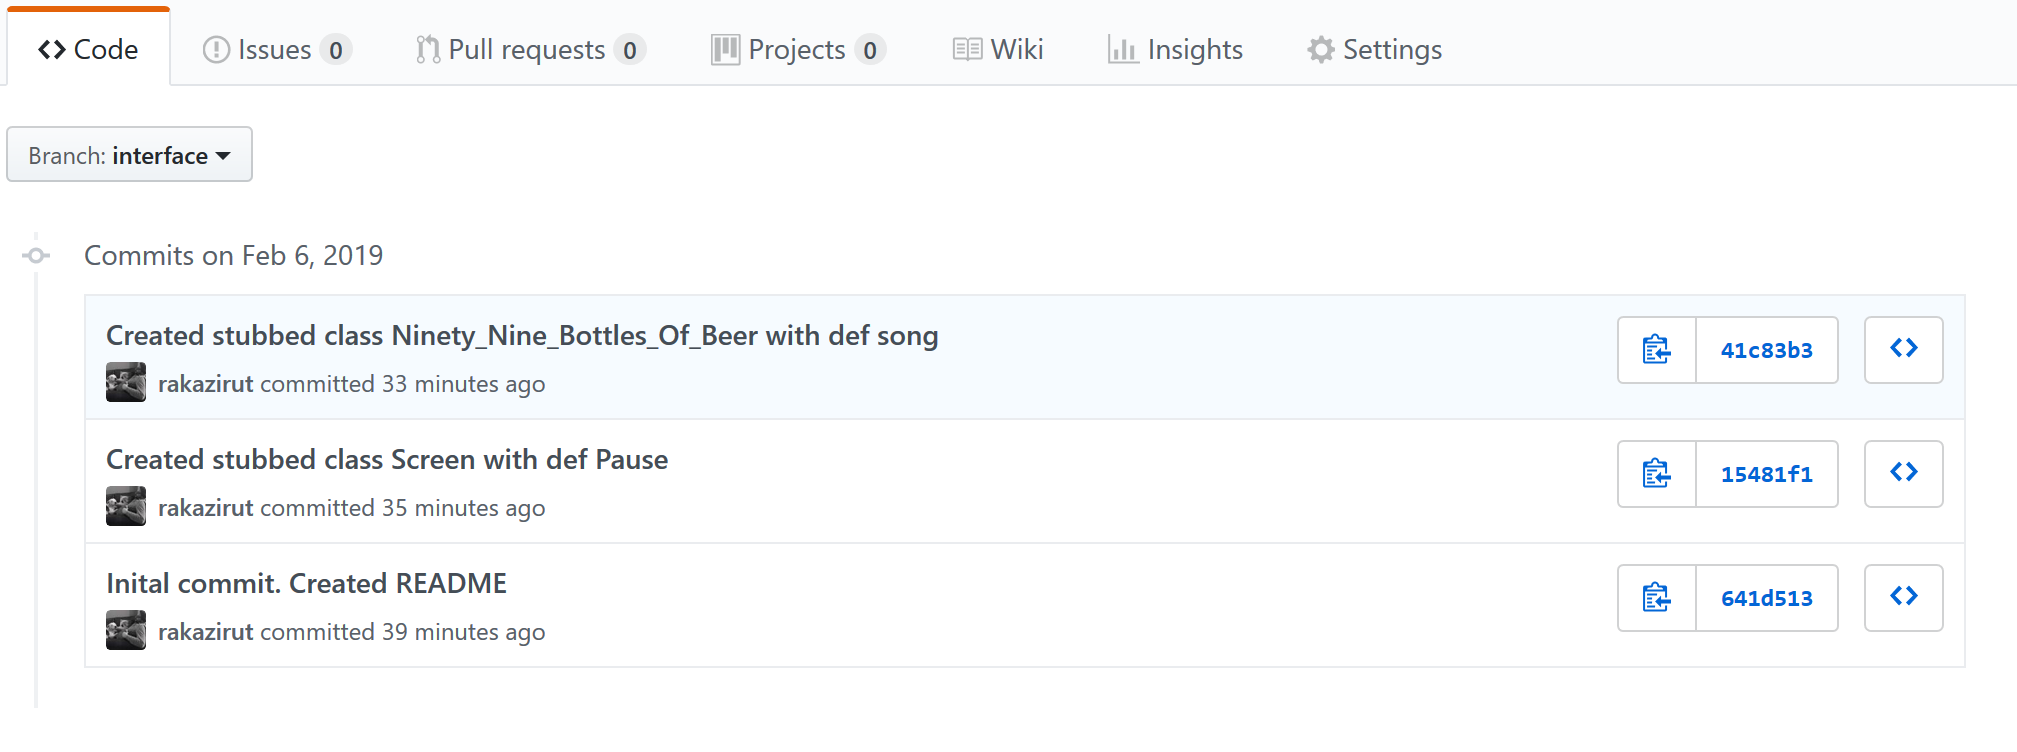 Code Issues 0 Pull requests 0 Projects 0 Wiki Insights Settings
Branch: interface
Commits on Feb 6, 2019
Created stubbed class Ninety_Nine_Bottles_Of_Beer with def song
41c83b3
rakazirut committed 33 minutes ago
Created stubbed class Screen with def Pause
15481f1
rakazirut committed 35 minutes ago
Inital commit. Created README
641d513
rakazirut committed 39 minutes ago